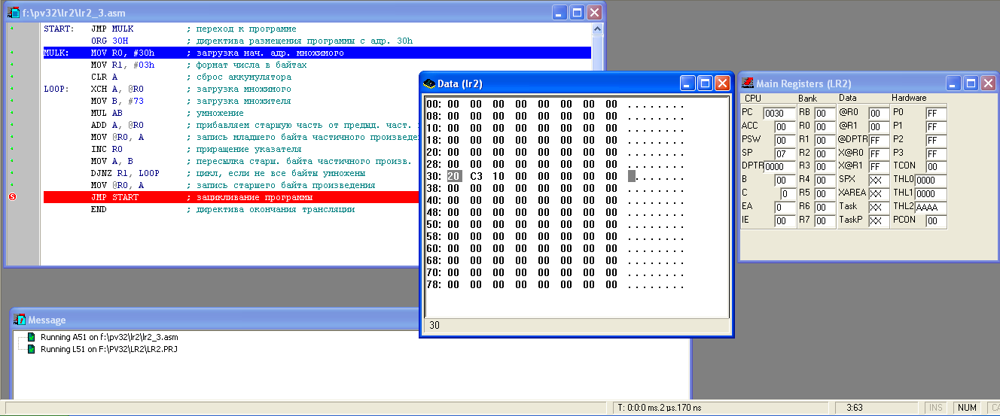 f:\pv32\lr2\lr2_3.asm
START: JMP MULK ; переход к программе
ORG 30H ; директива размещения программы с адр. 30h
MULK: MOV R0, #30h ; загрузка нач. адр. множимого
MOV R1, #03h ; формат числа в байтах
CLR A ; сброс аккумулятора
LOOP: XCH A, @R0 ; загрузка множимого
MOV B, #73 ; загрузка множителя
MUL AB ; умножение
ADD A, @R0 ; прибавляем старшую часть от предыд. част.
MOV @R0, A ; запись младшего байта частичного произведе
INC R0 ; приращение указателя
MOV A, B ; пересылка старш. байта частичного произв.
DJNZ R1, LOOP ; цикл, если не все байты умножены
MOV @R0, A ; запись старшего байта произведения
JMP START ; зацикливание программы
END ; директива окончания трансляции
Data (lr2)
00: 00 00 00 00 00 00 00 00 ........
08: 00 00 00 00 00 00 00 00 ........
10: 00 00 00 00 00 00 00 00 ........
18: 00 00 00 00 00 00 00 00 ........
20: 00 00 00 00 00 00 00 00 ........
28: 00 00 00 00 00 00 00 00 ........
30: 20 C3 10 00 00 00 00 00 .......
38: 00 00 00 00 00 00 00 00 ........
40: 00 00 00 00 00 00 00 00 ........
48: 00 00 00 00 00 00 00 00 ........
50: 00 00 00 00 00 00 00 00 ........
58: 00 00 00 00 00 00 00 00 ........
60: 00 00 00 00 00 00 00 00 ........
68: 00 00 00 00 00 00 00 00 ........
70: 00 00 00 00 00 00 00 00 ........
78: 00 00 00 00 00 00 00 00 ........
30
Main Registers (LR2)
CPU Bank Data Hardware
PC 0030 RB 00 @R0 00 P0 FF
ACC 00 R0 00 @R1 00 P1 FF
PSW 00 R1 00 @DPTR FF P2 FF
SP 07 R2 00 X@R0 FF P3 FF
DPTR 0000 R3 00 X@R1 FF TCON 00
B 00 R4 00 SPX XX THL0 0000
C 0 R5 00 XAREA XX THL1 0000
EA 0 R6 00 Task XX THL2 AAAA
IE 00 R7 00 TaskP XX PCON 00
Message
Running A51 on f:\pv32\lr2\lr2_3.asm
Running L51 on F:\PV32\LR2\LR2.PRJ
T: 0:0:0 ms.2 µs.170 ns 3:63 INS NUM CA